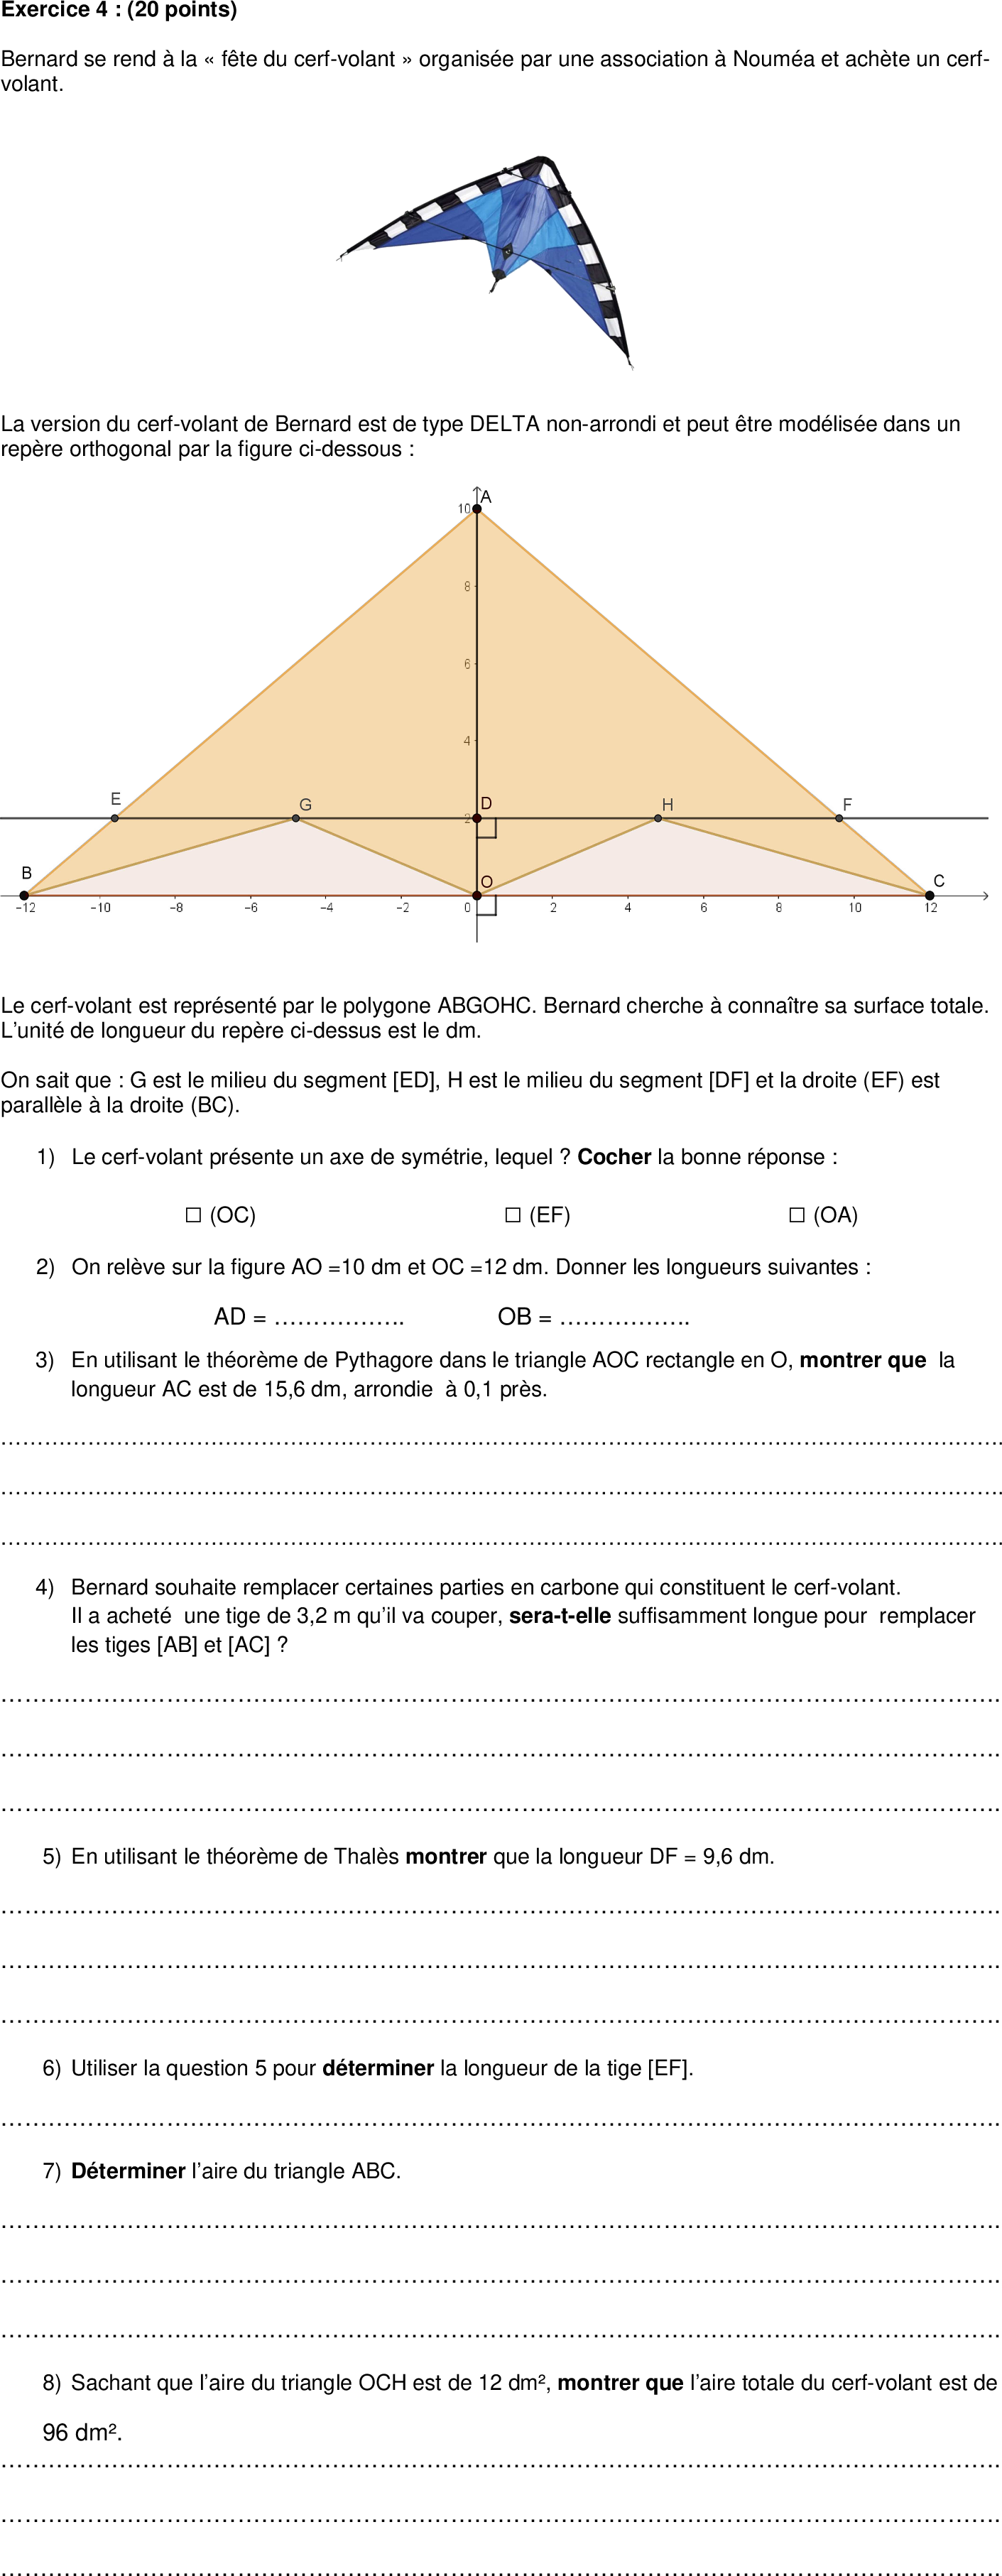 Exercice 4 : (20 points)
Bernard se rend à la « fête du cerf-volant » organisée par une association à Nouméa et achète un cerf-
volant.
La version du cerf-volant de Bernard est de type DELTA non-arrondi et peut être modélisée dans un
repère orthogonal par la figure ci-dessous :
A
10
8
6
4
E G D H F
2
B O C
−12 −10 −8 −6 −4 −2 0 2 4 6 8 10 12
Le cerf-volant est représenté par le polygone ABGOHC. Bernard cherche à connaître sa surface totale.
L'unité de longueur du repère ci-dessus est le dm.
On sait que : G est le milieu du segment [ED], H est le milieu du segment [DF] et la droite (EF) est
parallèle à la droite (BC).
1) Le cerf-volant présente un axe de symétrie, lequel ? Cocher la bonne réponse :
☐ (OC) ☐ (EF) ☐ (OA)
2) On relève sur la figure AO =10 dm et OC =12 dm. Donner les longueurs suivantes :
AD = …………….. OB = ……………..
3) En utilisant le théorème de Pythagore dans le triangle AOC rectangle en O, montrer que la
longueur AC est de 15,6 dm, arrondie à 0,1 près.
4) Bernard souhaite remplacer certaines parties en carbone qui constituent le cerf-volant.
Il a acheté une tige de 3,2 m qu'il va couper, sera-t-elle suffisamment longue pour remplacer
les tiges [AB] et [AC] ?
5) En utilisant le théorème de Thalès montrer que la longueur DF = 9,6 dm.
6) Utiliser la question 5 pour déterminer la longueur de la tige [EF].
7) Déterminer l'aire du triangle ABC.
8) Sachant que l'aire du triangle OCH est de 12 dm², montrer que l'aire totale du cerf-volant est de
96 dm².